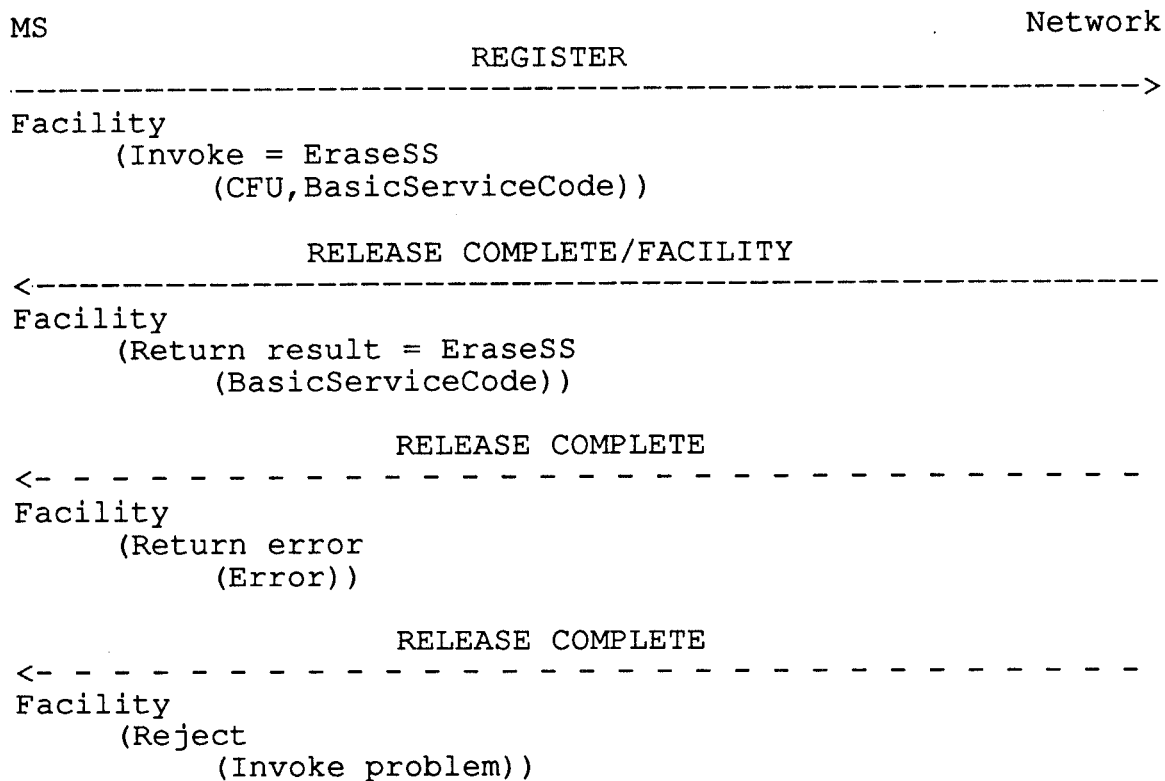 MS Network
REGISTER
------------------------------------------------------------>
Facility
(Invoke = EraseSS
(CFU,BasicServiceCode))
RELEASE COMPLETE/FACILITY
<------------------------------------------------------------
Facility
(Return result = EraseSS
(BasicServiceCode))
RELEASE COMPLETE
<- - - - - - - - - - - - - - - - - - - - - - - - - - - - - -
Facility
(Return error
(Error))
RELEASE COMPLETE
<- - - - - - - - - - - - - - - - - - - - - - - - - - - - - -
Facility
(Reject
(Invoke problem))